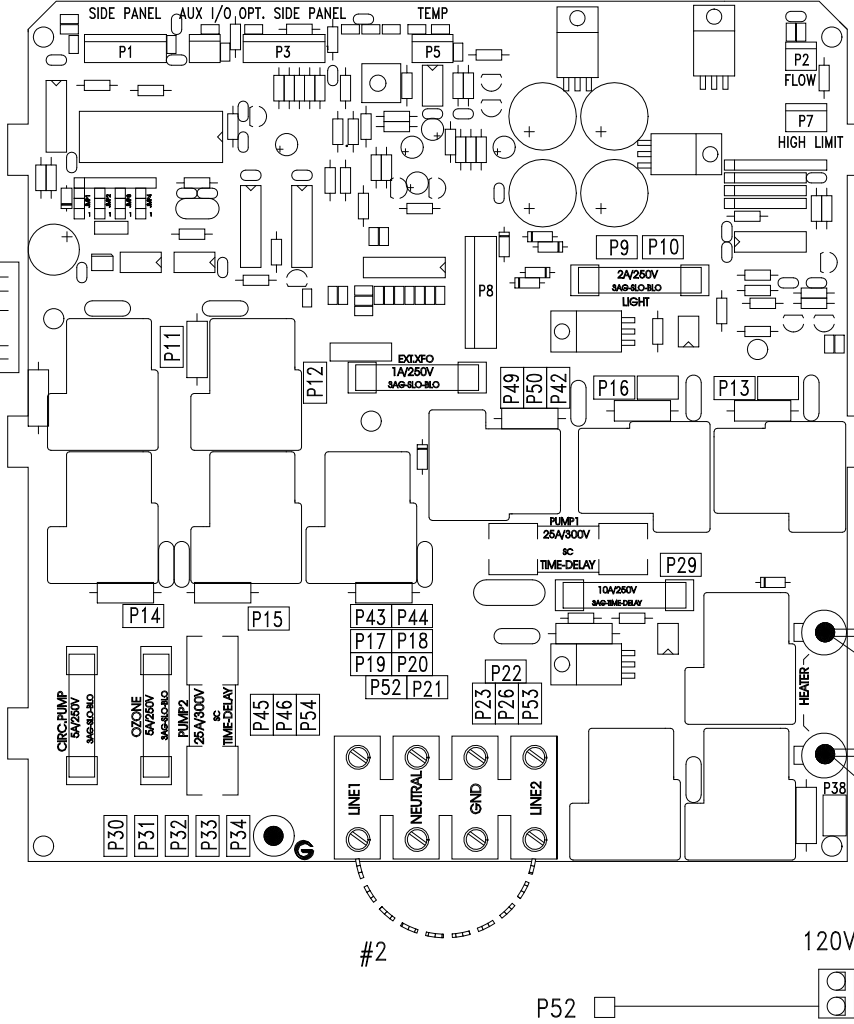 SIDE PANEL
AUX I/O
OPT. SIDE PANEL
TEMP
P1
P3
P5
P2
FLOW
P7
HIGH LIMIT
JMP1
JMP2
P9
P10
2A/250V
3AG-SLO-BLO
LIGHT
P8
P11
P12
EXT.XFO
1A/250V
3AG-SLO-BLO
P49
P50
P42
P16
P13
PUMP1
25A/300V
SC
TIME-DELAY
P29
10A/250V
3AG-TIME-DELAY
P14
P15
P43
P44
P17
P18
P19
P20
P52
P21
P22
P23
P26
P53
HEATER
CIRC.PUMP
5A/250V
3AG-SLO-BLO
OZONE
5A/250V
3AG-SLO-BLO
PUMP2
25A/300V
SC
TIME-DELAY
P45
P46
P54
LINE1
NEUTRAL
GND
LINE2
P38
P30
P31
P32
P33
P34
G
#2
120V
P52